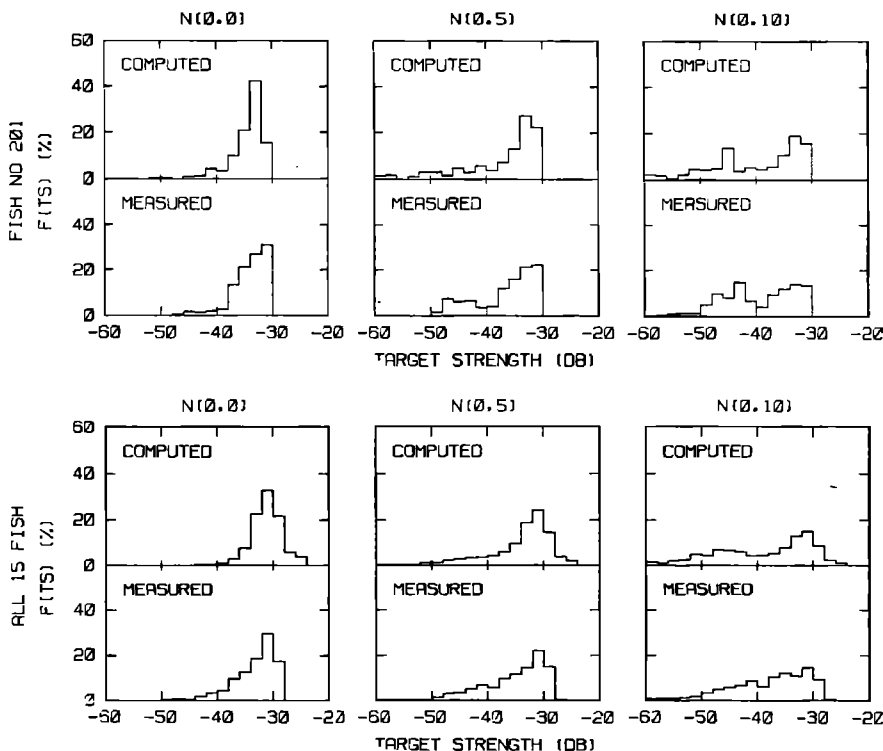 N(0.0) N(0.5) N(0.10)
60
COMPUTED COMPUTED COMPUTED
40
20
0
MEASURED MEASURED MEASURED
40
20
0
FISH NO 201
F(TS) (%)
-60 -50 -40 -30 -20 -60 -50 -40 -30 -20 -60 -50 -40 -30 -20
TARGET STRENGTH (DB)
N(0.0) N(0.5) N(0.10)
60
COMPUTED COMPUTED COMPUTED
40
20
0
MEASURED MEASURED MEASURED
40
20
0
ALL 15 FISH
F(TS) (%)
-60 -50 -40 -30 -20 -60 -50 -40 -30 -20 -60 -50 -40 -30 -20
TARGET STRENGTH (DB)